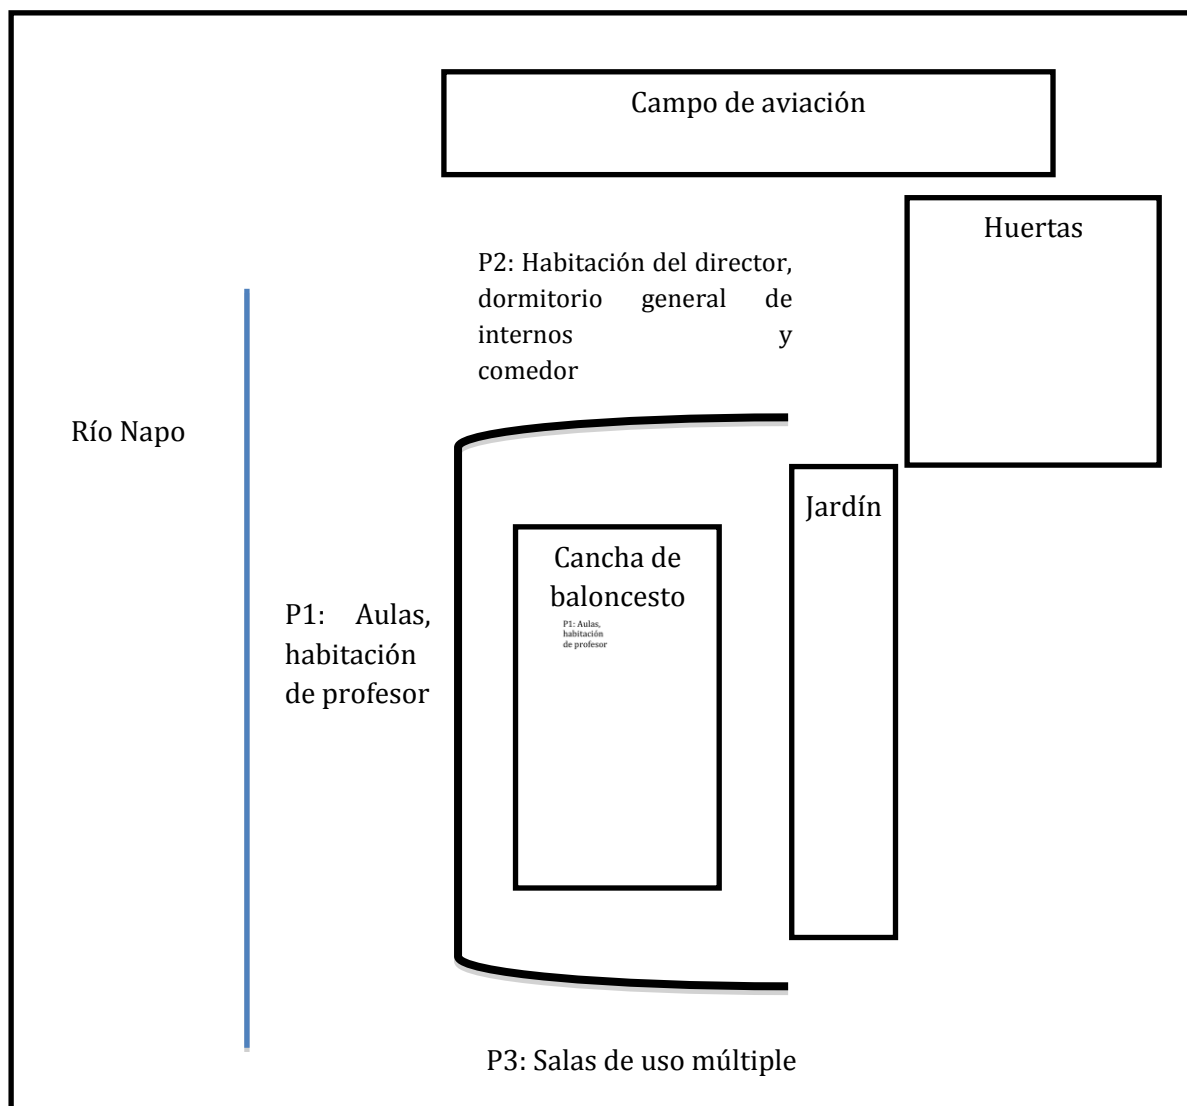 Campo de aviación
Huertas
P2: Habitación del director,
dormitorio general de
internos y
comedor
Río Napo
Jardín
Cancha de
baloncesto
P1: Aulas,
habitación
de profesor
P1: Aulas,
habitación
de profesor
P3: Salas de uso múltiple